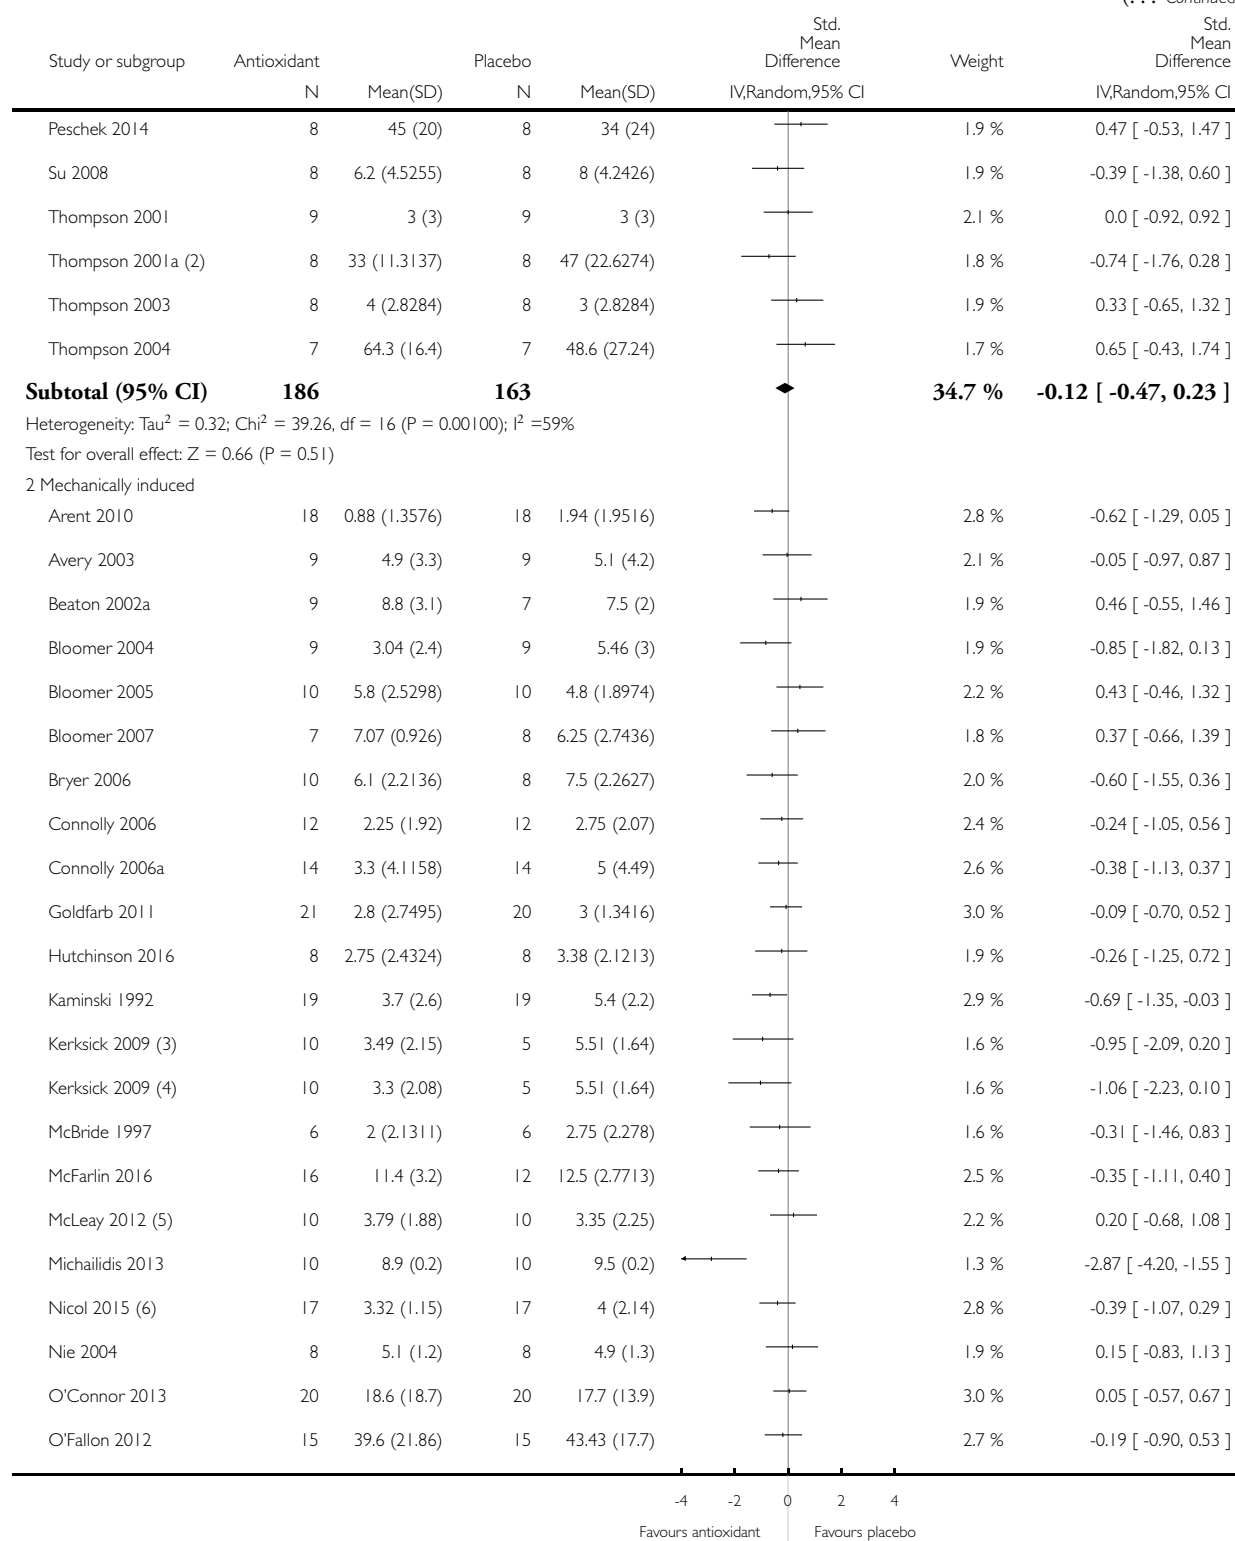 (. . . Continued
Std. Mean Difference Std. Mean Difference
Study or subgroup Antioxidant Placebo Weight
N Mean(SD) N Mean(SD) IV,Random,95% CI IV,Random,95% CI
Peschek 2014 8 45 (20) 8 34 (24) 1.9 % 0.47 [ -0.53, 1.47 ]
Su 2008 8 6.2 (4.5255) 8 8 (4.2426) 1.9 % -0.39 [ -1.38, 0.60 ]
Thompson 2001 9 3 (3) 9 3 (3) 2.1 % 0.0 [ -0.92, 0.92 ]
Thompson 2001a (2) 8 33 (11.3137) 8 47 (22.6274) 1.8 % -0.74 [ -1.76, 0.28 ]
Thompson 2003 8 4 (2.8284) 8 3 (2.8284) 1.9 % 0.33 [ -0.65, 1.32 ]
Thompson 2004 7 64.3 (16.4) 7 48.6 (27.24) 1.7 % 0.65 [ -0.43, 1.74 ]
Subtotal (95% CI) 186 163 34.7 % -0.12 [ -0.47, 0.23 ]
Heterogeneity: Tau² = 0.32; Chi² = 39.26, df = 16 (P = 0.00100); I² =59%
Test for overall effect: Z = 0.66 (P = 0.51)
2 Mechanically induced
Arent 2010 18 0.88 (1.3576) 18 1.94 (1.9516) 2.8 % -0.62 [ -1.29, 0.05 ]
Avery 2003 9 4.9 (3.3) 9 5.1 (4.2) 2.1 % -0.05 [ -0.97, 0.87 ]
Beaton 2002a 9 8.8 (3.1) 7 7.5 (2) 1.9 % 0.46 [ -0.55, 1.46 ]
Bloomer 2004 9 3.04 (2.4) 9 5.46 (3) 1.9 % -0.85 [ -1.82, 0.13 ]
Bloomer 2005 10 5.8 (2.5298) 10 4.8 (1.8974) 2.2 % 0.43 [ -0.46, 1.32 ]
Bloomer 2007 7 7.07 (0.926) 8 6.25 (2.7436) 1.8 % 0.37 [ -0.66, 1.39 ]
Bryer 2006 10 6.1 (2.2136) 8 7.5 (2.2627) 2.0 % -0.60 [ -1.55, 0.36 ]
Connolly 2006 12 2.25 (1.92) 12 2.75 (2.07) 2.4 % -0.24 [ -1.05, 0.56 ]
Connolly 2006a 14 3.3 (4.1158) 14 5 (4.49) 2.6 % -0.38 [ -1.13, 0.37 ]
Goldfarb 2011 21 2.8 (2.7495) 20 3 (1.3416) 3.0 % -0.09 [ -0.70, 0.52 ]
Hutchinson 2016 8 2.75 (2.4324) 8 3.38 (2.1213) 1.9 % -0.26 [ -1.25, 0.72 ]
Kaminski 1992 19 3.7 (2.6) 19 5.4 (2.2) 2.9 % -0.69 [ -1.35, -0.03 ]
Kerksick 2009 (3) 10 3.49 (2.15) 5 5.51 (1.64) 1.6 % -0.95 [ -2.09, 0.20 ]
Kerksick 2009 (4) 10 3.3 (2.08) 5 5.51 (1.64) 1.6 % -1.06 [ -2.23, 0.10 ]
McBride 1997 6 2 (2.1311) 6 2.75 (2.278) 1.6 % -0.31 [ -1.46, 0.83 ]
McFarlin 2016 16 11.4 (3.2) 12 12.5 (2.7713) 2.5 % -0.35 [ -1.11, 0.40 ]
McLeay 2012 (5) 10 3.79 (1.88) 10 3.35 (2.25) 2.2 % 0.20 [ -0.68, 1.08 ]
Michailidis 2013 10 8.9 (0.2) 10 9.5 (0.2) 1.3 % -2.87 [ -4.20, -1.55 ]
Nicol 2015 (6) 17 3.32 (1.15) 17 4 (2.14) 2.8 % -0.39 [ -1.07, 0.29 ]
Nie 2004 8 5.1 (1.2) 8 4.9 (1.3) 1.9 % 0.15 [ -0.83, 1.13 ]
O'Connor 2013 20 18.6 (18.7) 20 17.7 (13.9) 3.0 % 0.05 [ -0.57, 0.67 ]
O'Fallon 2012 15 39.6 (21.86) 15 43.43 (17.7) 2.7 % -0.19 [ -0.90, 0.53 ]
-4 -2 0 2 4
Favours antioxidant Favours placebo